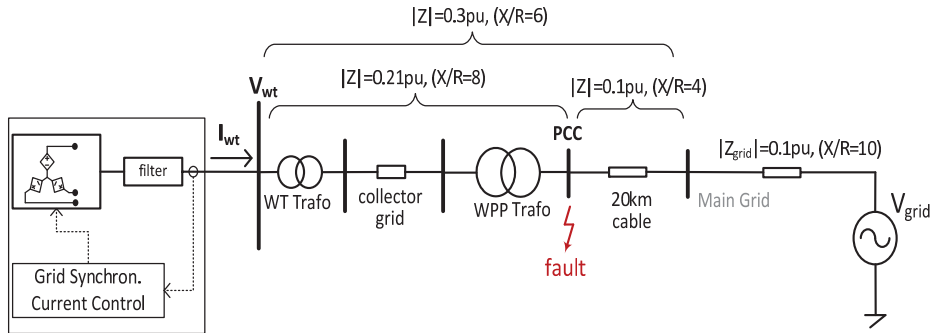 |Z|=0.3pu, (X/R=6)
|Z|=0.21pu, (X/R=8)
|Z|=0.1pu, (X/R=4)
V_wt
I_wt
PCC
|Z_grid|=0.1pu, (X/R=10)
filter
WT Trafo
collector
grid
WPP Trafo
20km
cable
Main Grid
V_grid
fault
Grid Synchron.
Current Control